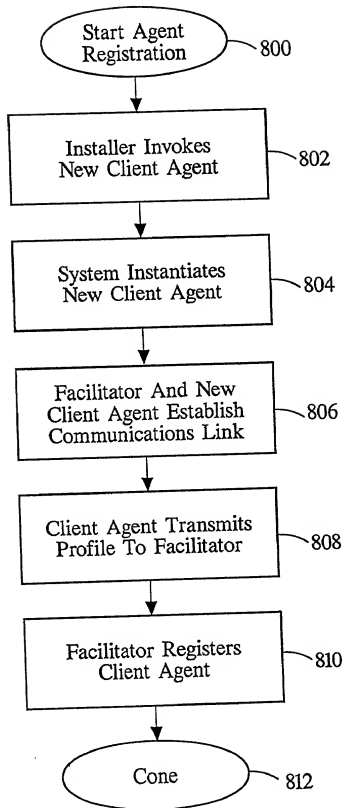 Start Agent
Registration
800
Installer Invokes
New Client Agent
802
System Instantiates
New Client Agent
804
Facilitator And New
Client Agent Establish
Communications Link
806
Client Agent Transmits
Profile To Facilitator
808
Facilitator Registers
Client Agent
810
Cone
812